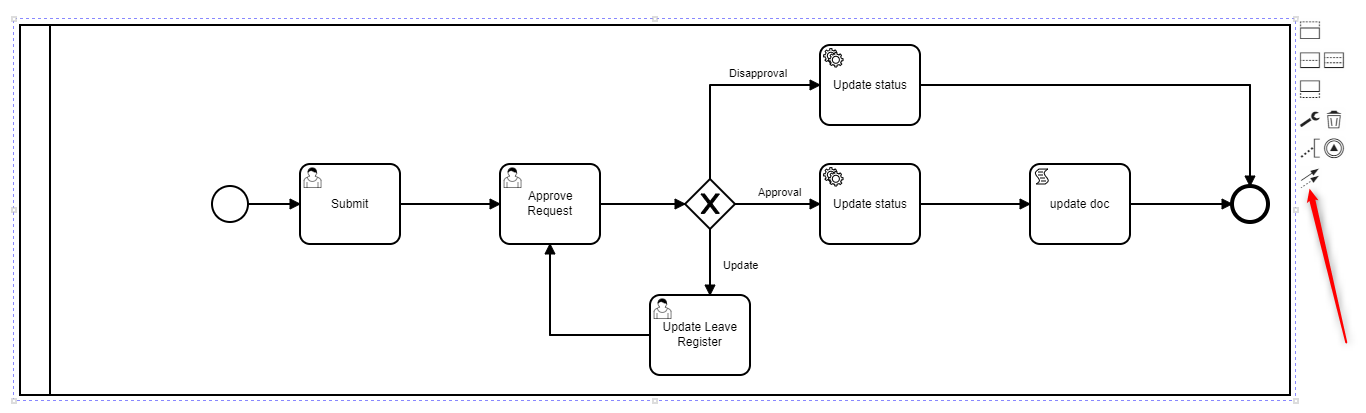 Disapproval
Update status
Submit
Approve
Request
Approval
Update status
update doc
Update
Update Leave
Register